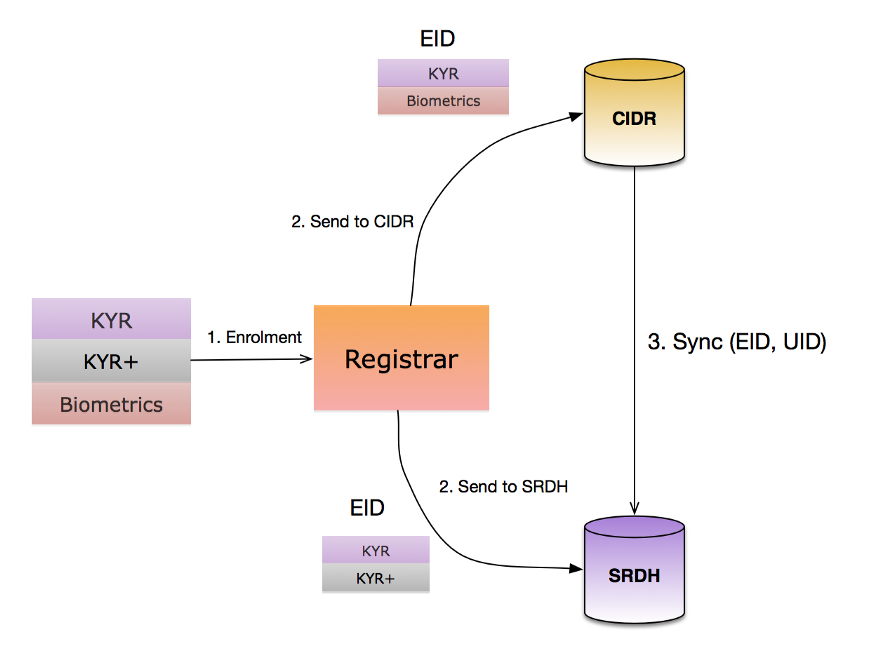 EID
KYR
Biometrics
CIDR
2. Send to CIDR
KYR
KYR+
Biometrics
1. Enrolment
Registrar
3. Sync (EID, UID)
2. Send to SRDH
EID
KYR
KYR+
SRDH